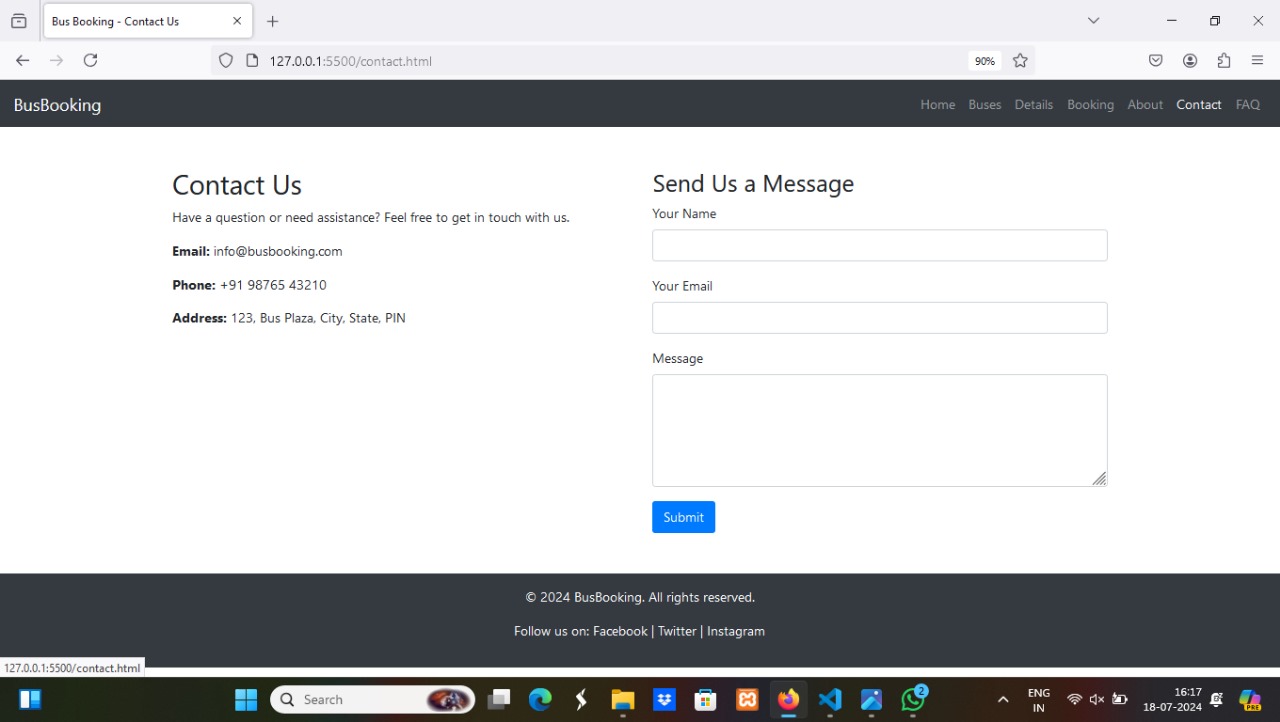 Bus Booking - Contact Us
127.0.0.1:5500/contact.html
90%
BusBooking
Home Buses Details Booking About Contact FAQ
Contact Us
Have a question or need assistance? Feel free to get in touch with us.
Email: info@busbooking.com
Phone: +91 98765 43210
Address: 123, Bus Plaza, City, State, PIN
Send Us a Message
Your Name
Your Email
Message
Submit
© 2024 BusBooking. All rights reserved.
Follow us on: Facebook | Twitter | Instagram
127.0.0.1:5500/contact.html
Search
2
ENG
IN
16:17
18-07-2024
PRE